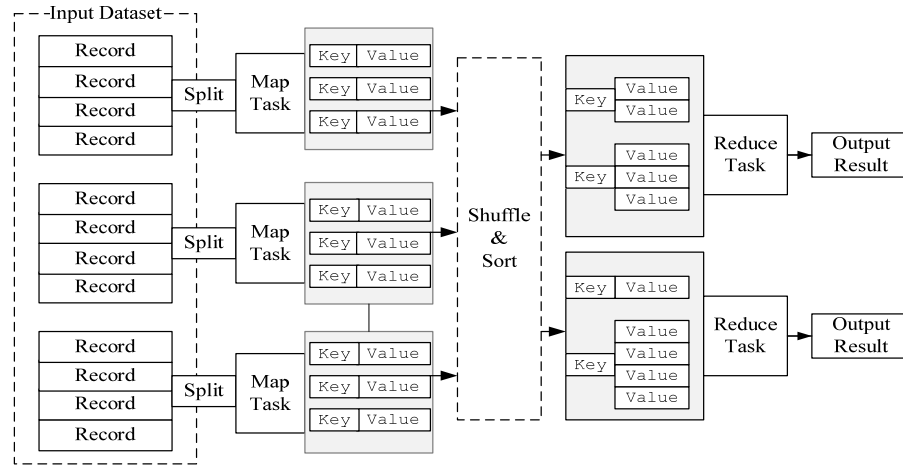 Input Dataset
Record
Record
Record
Record
Split
Map
Task
Key Value
Key Value
Key Value
Record
Record
Record
Record
Split
Map
Task
Key Value
Key Value
Key Value
Record
Record
Record
Record
Split
Map
Task
Key Value
Key Value
Key Value
Shuffle
&
Sort
Key
Value
Value
Key
Value
Value
Value
Reduce
Task
Output
Result
Key Value
Key
Value
Value
Value
Value
Reduce
Task
Output
Result